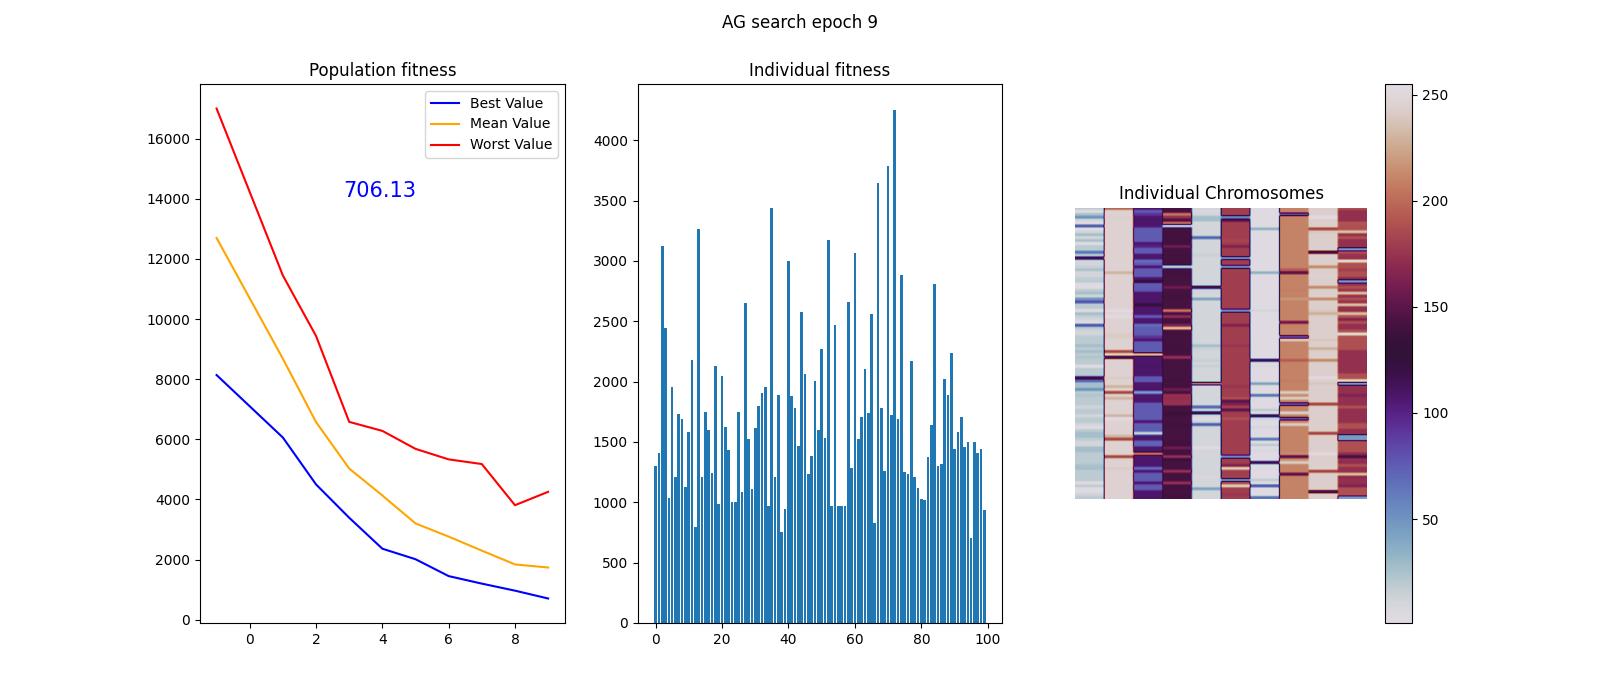 AG search epoch 9
Population fitness
Best Value
Mean Value
Worst Value
706.13
16000
14000
12000
10000
8000
6000
4000
2000
0
0 2 4 6 8
Individual fitness
4000
3500
3000
2500
2000
1500
1000
500
0
0 20 40 60 80 100
Individual Chromosomes
250
200
150
100
50